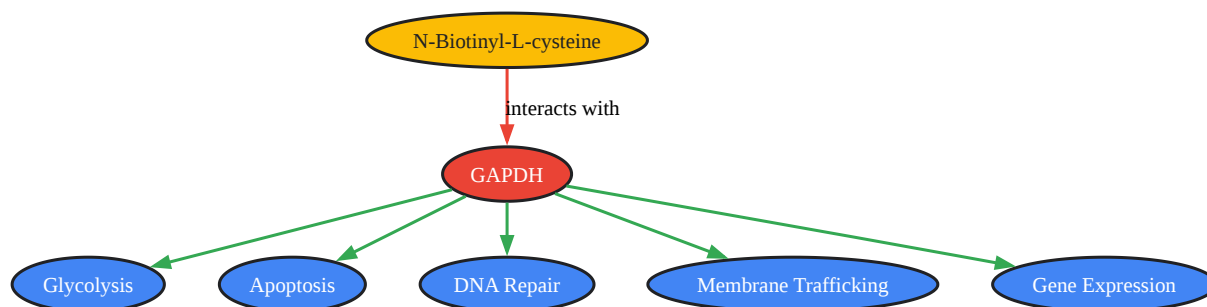 N-Biotinyl-L-cysteine
interacts with
GAPDH
Glycolysis
Apoptosis
DNA Repair
Membrane Trafficking
Gene Expression